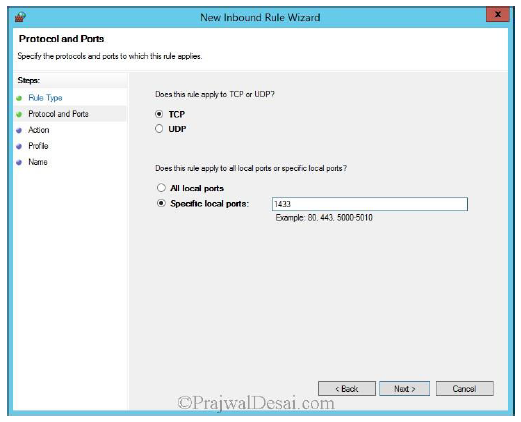 New Inbound Rule Wizard
x
Protocol and Ports
Specify the protocols and ports to which this rule applies.
Steps:
Rule Type
Protocol and Ports
Action
Profile
Name
Does this rule apply to TCP or UDP?
TCP
UDP
Does this rule apply to all local ports or specific local ports?
All local ports
Specific local ports: 1433
Example: 80, 443, 5000-5010
< Back Next > Cancel
©PrajwalDesai.com